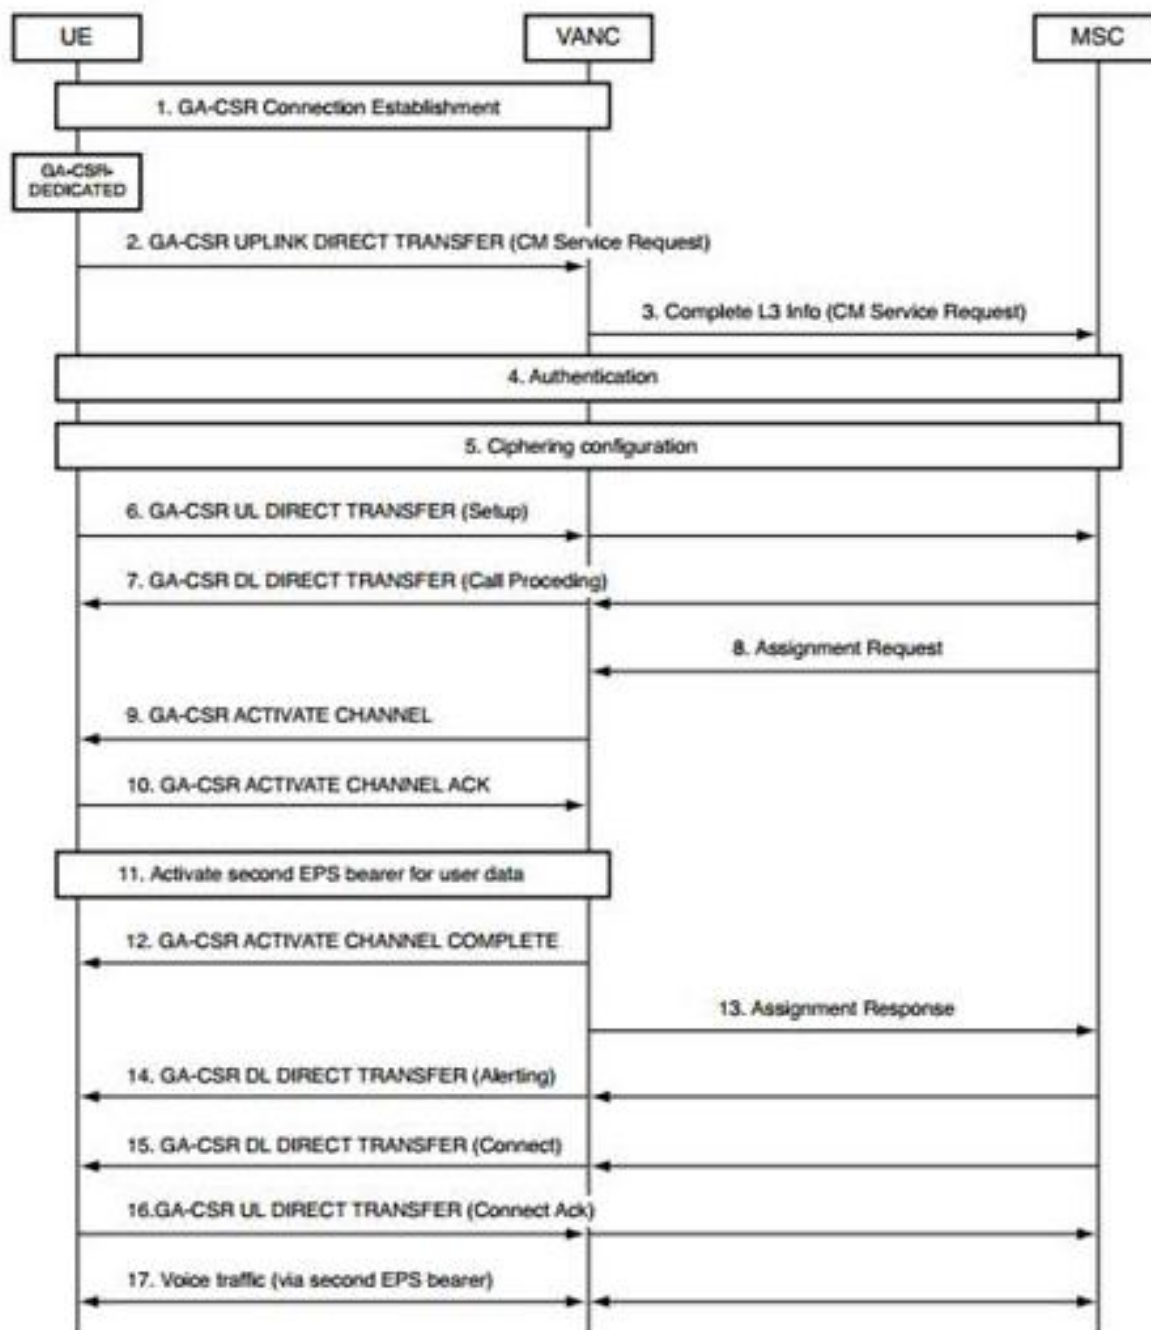 UE
VANC
MSC
1. GA-CSR Connection Establishment
GA-CSR-
DEDICATED
2. GA-CSR UPLINK DIRECT TRANSFER (CM Service Request)
3. Complete L3 Info (CM Service Request)
4. Authentication
5. Ciphering configuration
6. GA-CSR UL DIRECT TRANSFER (Setup)
7. GA-CSR DL DIRECT TRANSFER (Call Proceding)
8. Assignment Request
9. GA-CSR ACTIVATE CHANNEL
10. GA-CSR ACTIVATE CHANNEL ACK
11. Activate second EPS bearer for user data
12. GA-CSR ACTIVATE CHANNEL COMPLETE
13. Assignment Response
14. GA-CSR DL DIRECT TRANSFER (Alerting)
15. GA-CSR DL DIRECT TRANSFER (Connect)
16.GA-CSR UL DIRECT TRANSFER (Connect Ack)
17. Voice traffic (via second EPS bearer)